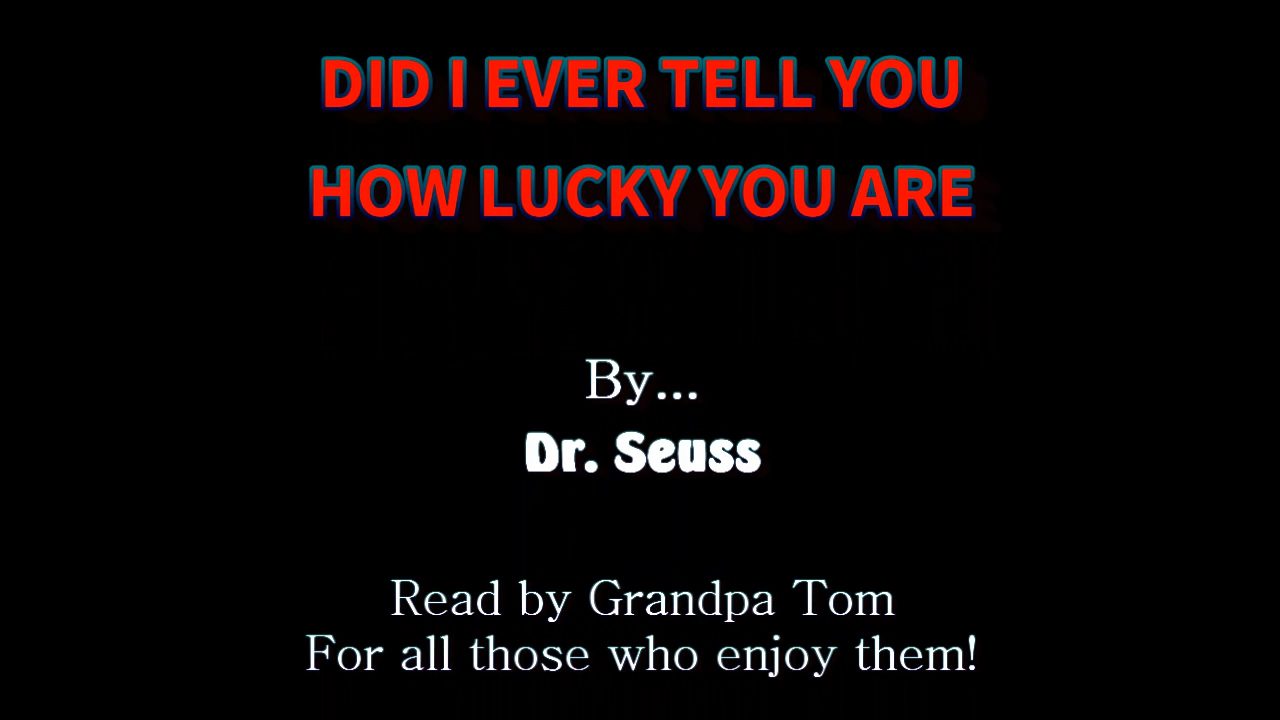 DID I EVER TELL YOU
HOW LUCKY YOU ARE
By...
Dr. Seuss
Read by Grandpa Tom
For all those who enjoy them!